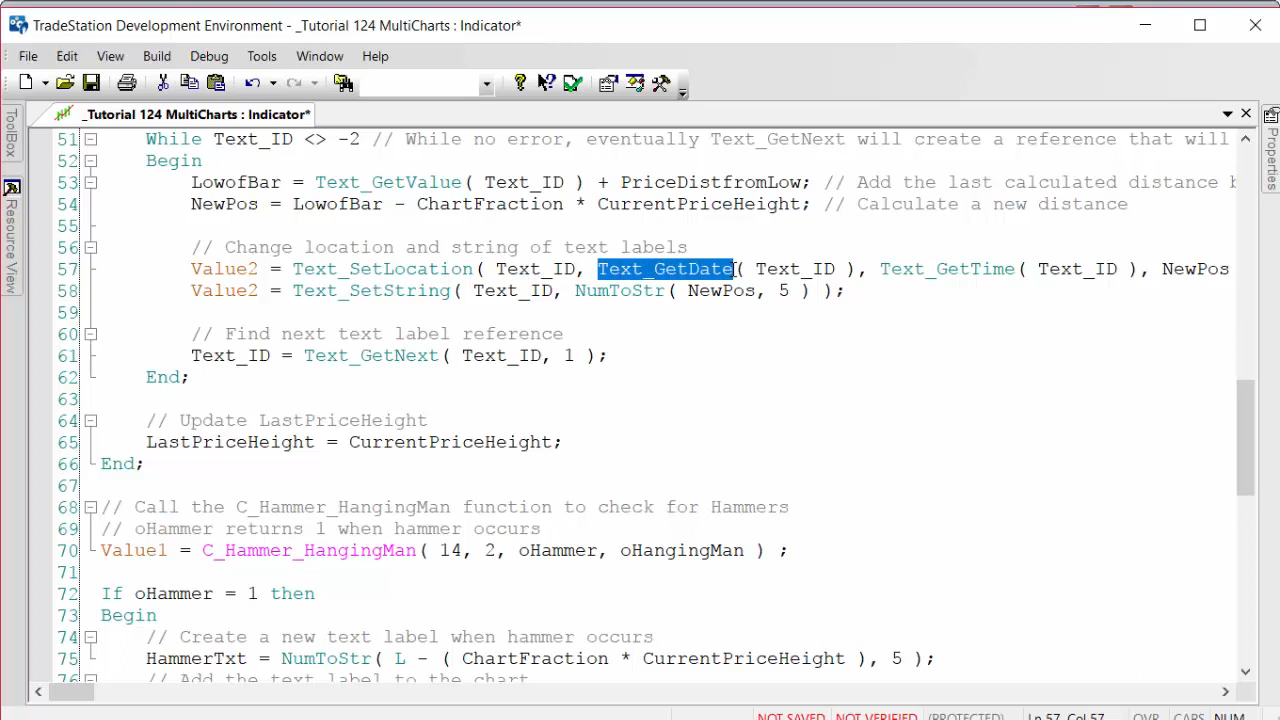 TradeStation Development Environment - _Tutorial 124 MultiCharts : Indicator*
File Edit View Build Debug Tools Window Help
_Tutorial 124 MultiCharts : Indicator*
ToolBox
Resource View
Properties
51 While Text_ID <> -2 // While no error, eventually Text_GetNext will create a reference that will
52 Begin
53 LowofBar = Text_GetValue( Text_ID ) + PriceDistfromLow; // Add the last calculated distance b
54 NewPos = LowofBar - ChartFraction * CurrentPriceHeight; // Calculate a new distance
55
56 // Change location and string of text labels
57 Value2 = Text_SetLocation( Text_ID, Text_GetDate( Text_ID ), Text_GetTime( Text_ID ), NewPos
58 Value2 = Text_SetString( Text_ID, NumToStr( NewPos, 5 ) );
59
60 // Find next text label reference
61 Text_ID = Text_GetNext( Text_ID, 1 );
62 End;
63
64 // Update LastPriceHeight
65 LastPriceHeight = CurrentPriceHeight;
66 End;
67
68 // Call the C_Hammer_HangingMan function to check for Hammers
69 // oHammer returns 1 when hammer occurs
70 Value1 = C_Hammer_HangingMan( 14, 2, oHammer, oHangingMan ) ;
71
72 If oHammer = 1 then
73 Begin
74 // Create a new text label when hammer occurs
75 HammerTxt = NumToStr( L - ( ChartFraction * CurrentPriceHeight ), 5 );
76 // Add the text label to the chart
NOT SAVED NOT VERIFIED (PROTECTED) Ln 57, Col 57 OVR CAPS NUM